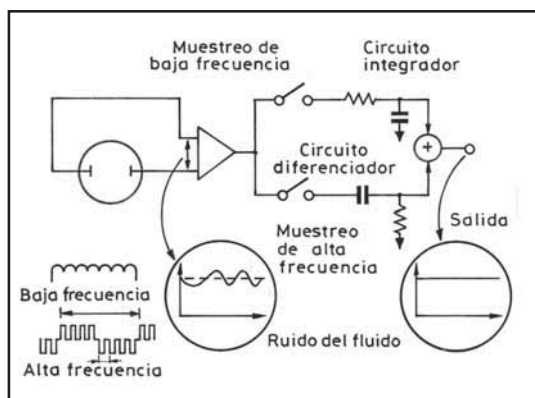 Muestreo de
baja frecuencia
Circuito
integrador
+
Circuito
diferenciador
Muestreo
de alta
frecuencia
Salida
Baja frecuencia
Alta frecuencia
Ruido del fluido